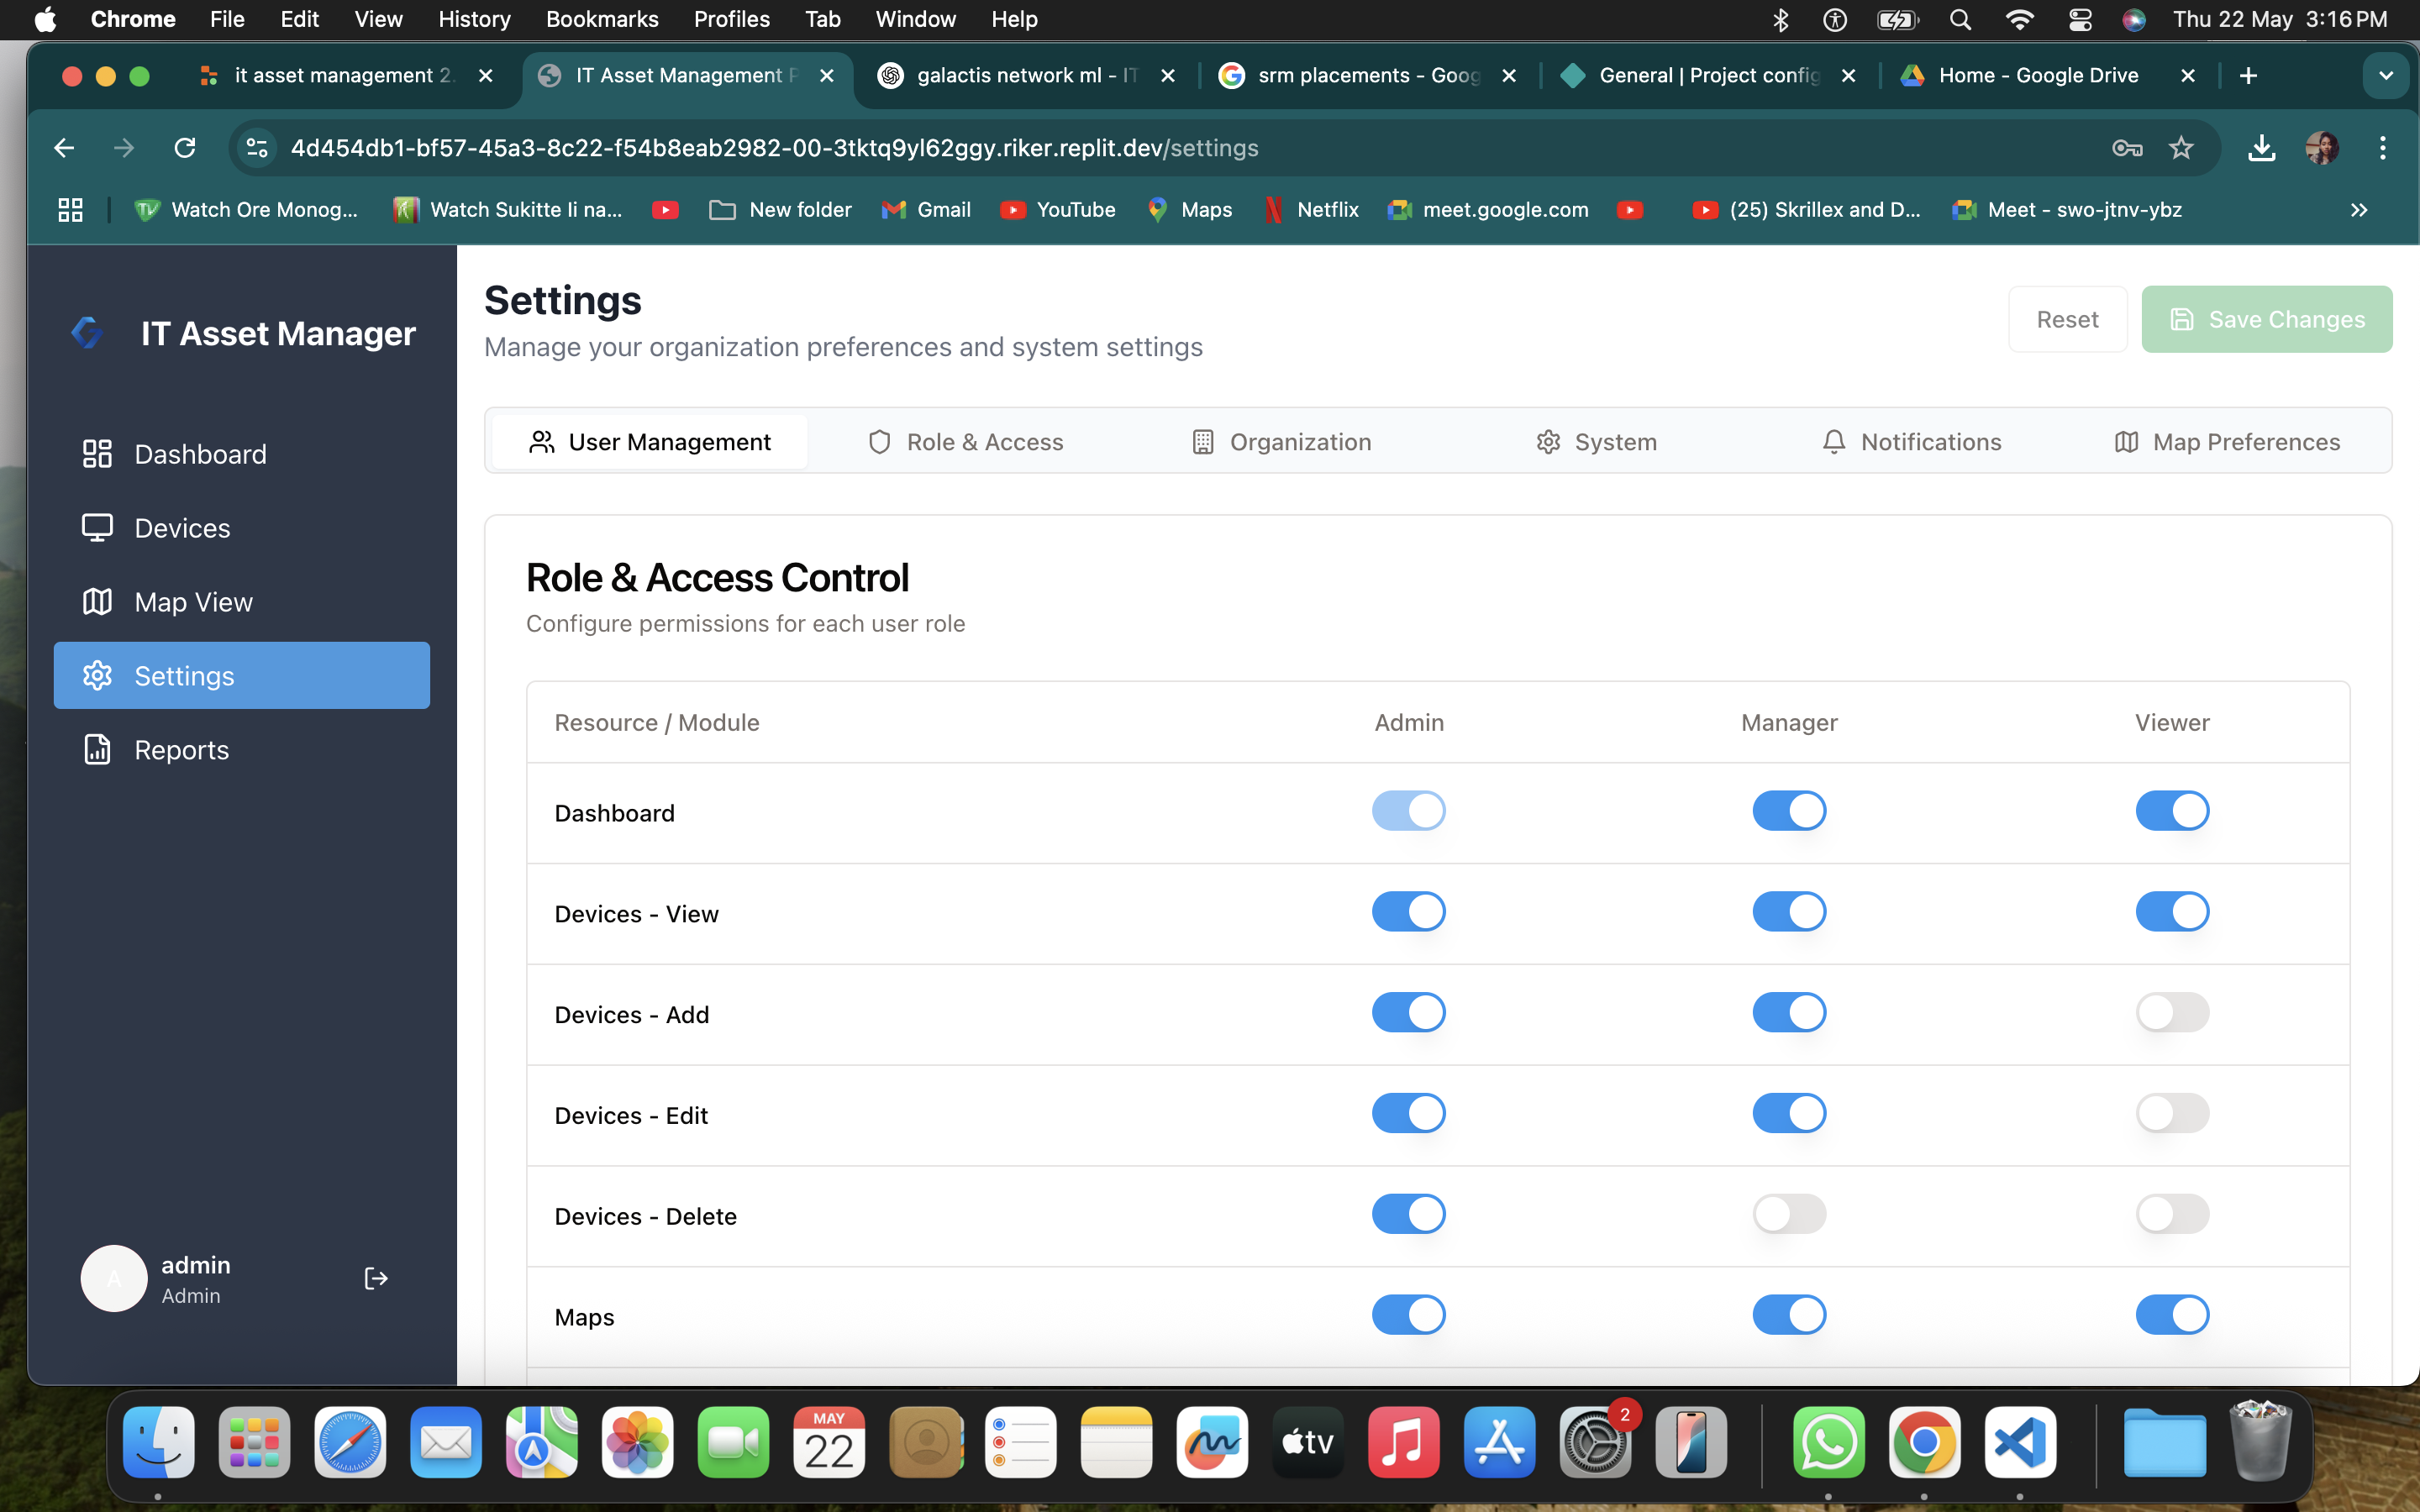 Chrome File Edit View History Bookmarks Profiles Tab Window Help Thu 22 May 3:16 PM
it asset management 2. IT Asset Management P galactis network ml - IT srm placements - Goog General | Project config Home - Google Drive
4d454db1-bf57-45a3-8c22-f54b8eab2982-00-3tktq9yl62ggy.riker.replit.dev/settings
Watch Ore Monog... Watch Sukitte Ii na... New folder Gmail YouTube Maps Netflix meet.google.com (25) Skrillex and D... Meet - swo-jtnv-ybz
IT Asset Manager
Dashboard
Devices
Map View
Settings
Reports
A
admin
Admin
Settings
Manage your organization preferences and system settings
Reset Save Changes
User Management Role & Access Organization System Notifications Map Preferences
Role & Access Control
Configure permissions for each user role
Resource / Module Admin Manager Viewer
Dashboard
Devices - View
Devices - Add
Devices - Edit
Devices - Delete
Maps
MAY
22
tv
2